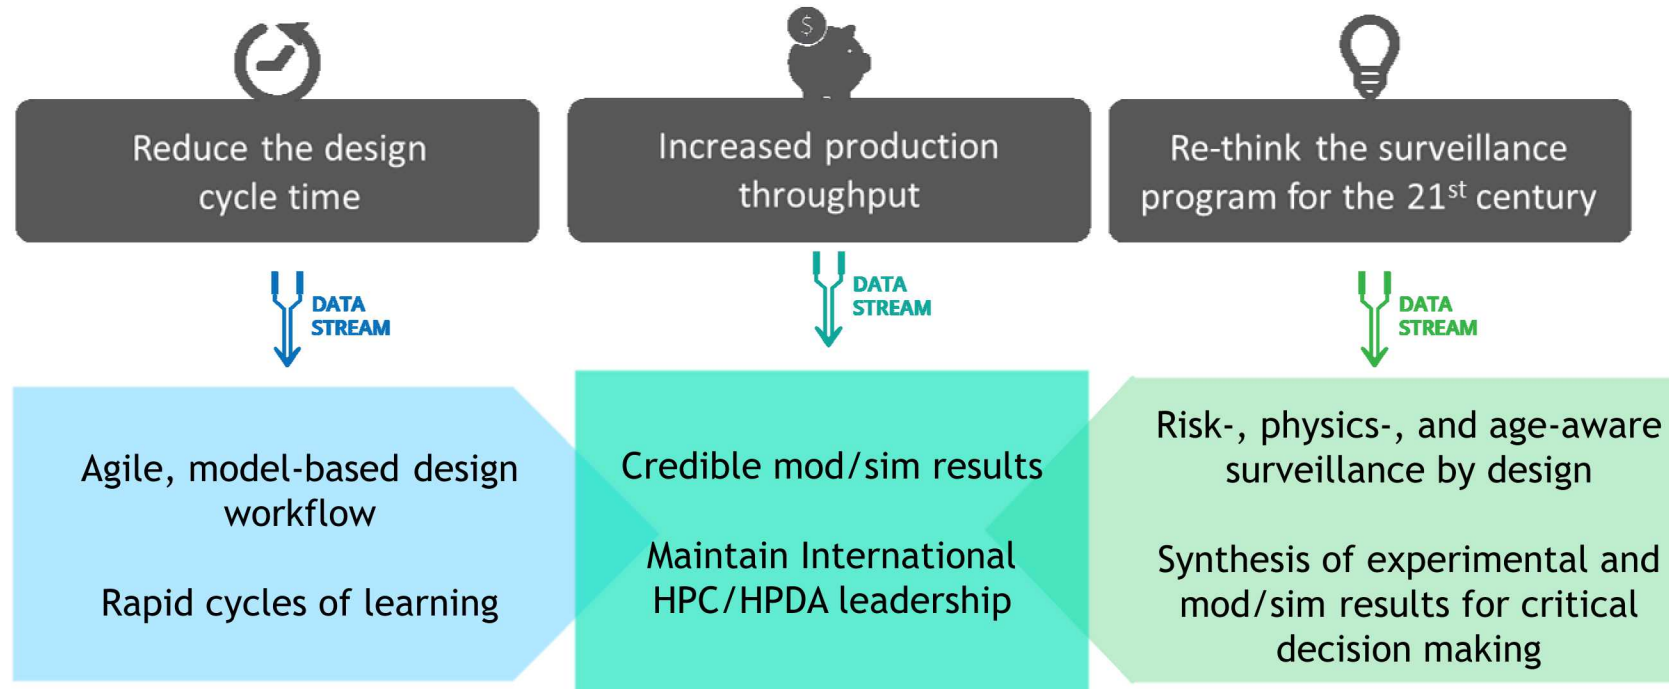 $
Reduce the design
cycle time
Increased production
throughput
Re-think the surveillance
program for the 21st century
DATA
STREAM
DATA
STREAM
DATA
STREAM
Agile, model-based design
workflow
Rapid cycles of learning
Credible mod/sim results
Maintain International
HPC/HPDA leadership
Risk-, physics-, and age-aware
surveillance by design
Synthesis of experimental and
mod/sim results for critical
decision making